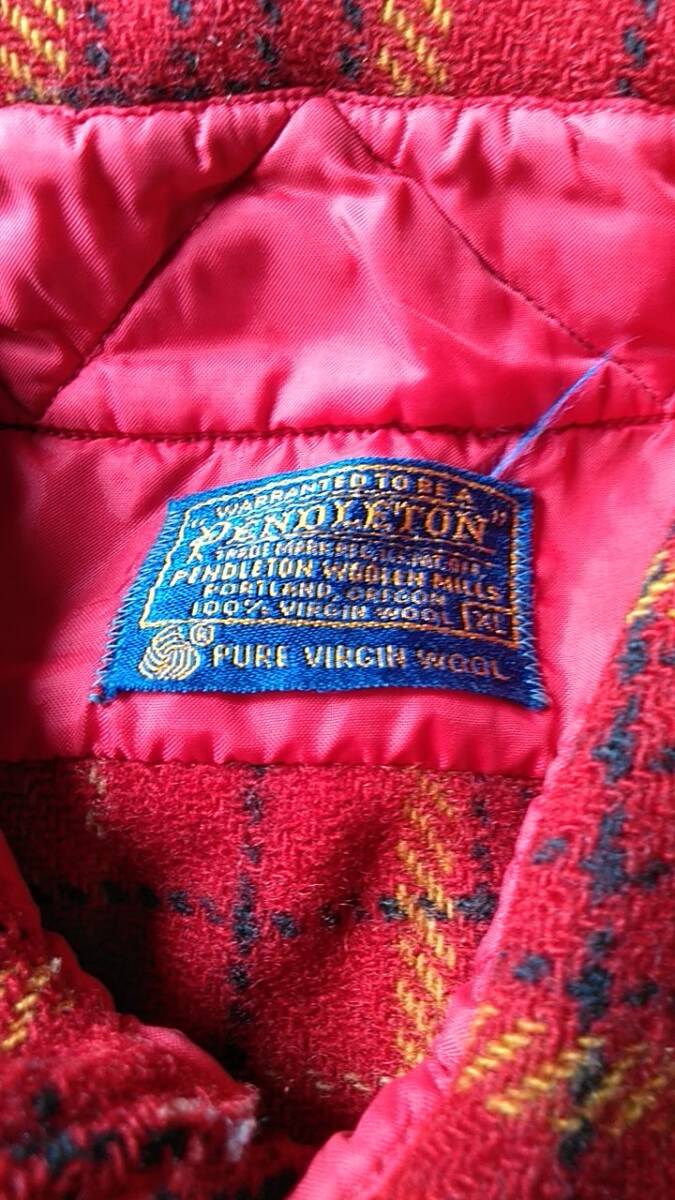 "WARRANTED TO BE A
PENDLETON"
TRADE MARK REG. U.S. PAT. OFF.
PENDLETON WOOLEN MILLS
PORTLAND, OREGON
100% VIRGIN WOOL XL
® PURE VIRGIN WOOL